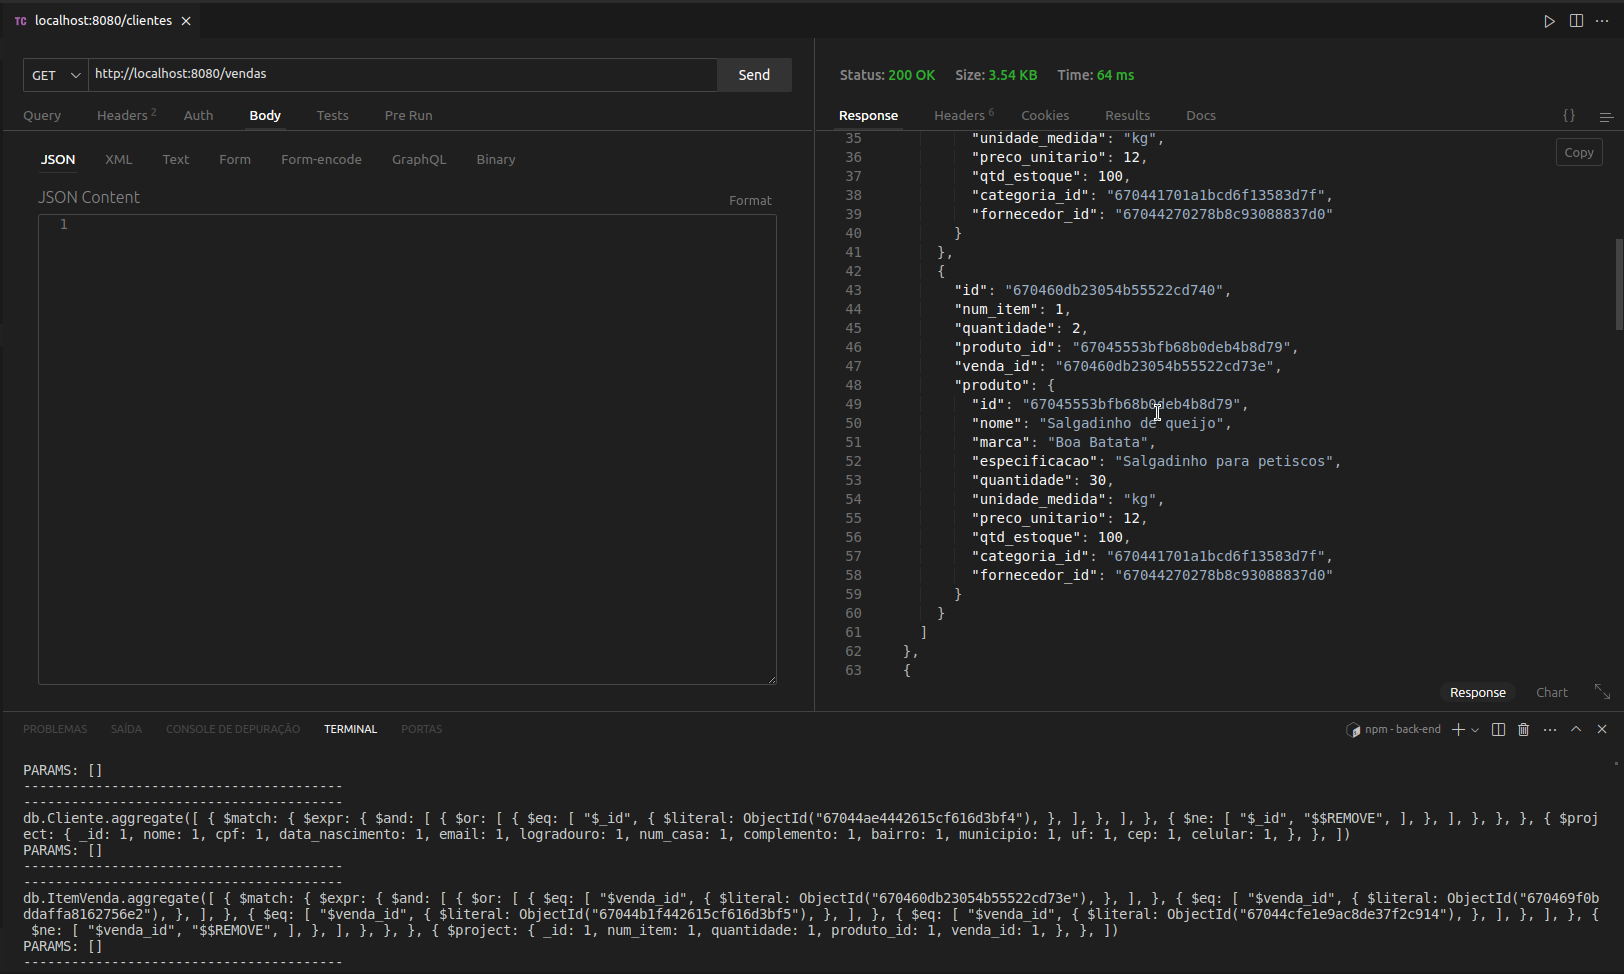 TC localhost:8080/clientes
GET http://localhost:8080/vendas Send
Query Headers 2 Auth Body Tests Pre Run
JSON XML Text Form Form-encode GraphQL Binary
JSON Content
Format
1
Status: 200 OK Size: 3.54 KB Time: 64 ms
Response Headers 6 Cookies Results Docs {}
Copy
35 "unidade_medida": "kg",
36 "preco_unitario": 12,
37 "qtd_estoque": 100,
38 "categoria_id": "670441701a1bcd6f13583d7f",
39 "fornecedor_id": "67044270278b8c93088837d0"
40 }
41 },
42 {
43 "id": "670460db23054b55522cd740",
44 "num_item": 1,
45 "quantidade": 2,
46 "produto_id": "67045553bfb68b0deb4b8d79",
47 "venda_id": "670460db23054b55522cd73e",
48 "produto": {
49 "id": "67045553bfb68b0deb4b8d79",
50 "nome": "Salgadinho de queijo",
51 "marca": "Boa Batata",
52 "especificacao": "Salgadinho para petiscos",
53 "quantidade": 30,
54 "unidade_medida": "kg",
55 "preco_unitario": 12,
56 "qtd_estoque": 100,
57 "categoria_id": "670441701a1bcd6f13583d7f",
58 "fornecedor_id": "67044270278b8c93088837d0"
59 }
60 }
61 ]
62 },
63 {
Response Chart
PROBLEMAS SAÍDA CONSOLE DE DEPURAÇÃO TERMINAL PORTAS
npm - back-end
PARAMS: []
----------------------------------------
----------------------------------------
db.Cliente.aggregate([ { $match: { $expr: { $and: [ { $or: [ { $eq: [ "$_id", { $literal: ObjectId("67044ae4442615cf616d3bf4"), }, ], }, ], }, { $ne: [ "$_id", "$$REMOVE", ], }, ], }, }, }, { $proj
ect: { _id: 1, nome: 1, cpf: 1, data_nascimento: 1, email: 1, logradouro: 1, num_casa: 1, complemento: 1, bairro: 1, municipio: 1, uf: 1, cep: 1, celular: 1, }, }, ])
PARAMS: []
----------------------------------------
----------------------------------------
db.ItemVenda.aggregate([ { $match: { $expr: { $and: [ { $or: [ { $eq: [ "$venda_id", { $literal: ObjectId("670460db23054b55522cd73e"), }, ], }, { $eq: [ "$venda_id", { $literal: ObjectId("670469f0b
ddaffa8162756e2"), }, ], }, { $eq: [ "$venda_id", { $literal: ObjectId("67044b1f442615cf616d3bf5"), }, ], }, { $eq: [ "$venda_id", { $literal: ObjectId("67044cfe1e9ac8de37f2c914"), }, ], }, ], }, {
$ne: [ "$venda_id", "$$REMOVE", ], }, ], }, }, }, { $project: { _id: 1, num_item: 1, quantidade: 1, produto_id: 1, venda_id: 1, }, }, ])
PARAMS: []
----------------------------------------